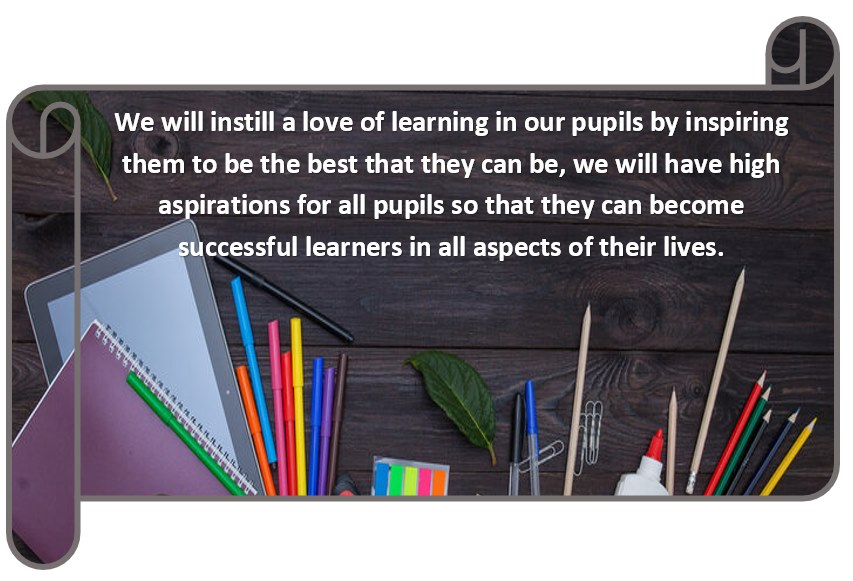 We will instill a love of learning in our pupils by inspiring
them to be the best that they can be, we will have high
aspirations for all pupils so that they can become
successful learners in all aspects of their lives.